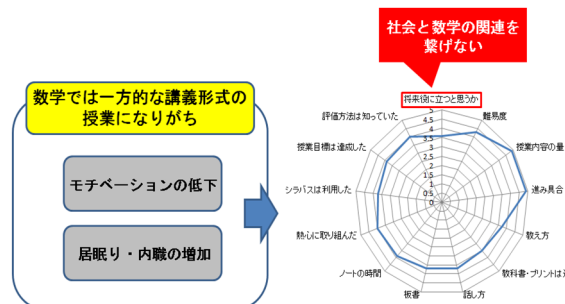 社会と数学の関連を
繋げない
数学では一方的な講義形式の
授業になりがち
モチベーションの低下
居眠り・内職の増加
将来役に立つと思うか
難易度
授業内容の量
進み具合
教え方
教科書・プリントは
話し方
板書
ノートの時間
熱心に取り組んだ
シラバスは利用した
授業目標は達成した
評価方法は知っていた
5
4.5
4
3.5
3
2.5
2
1.5
1
0.5
0